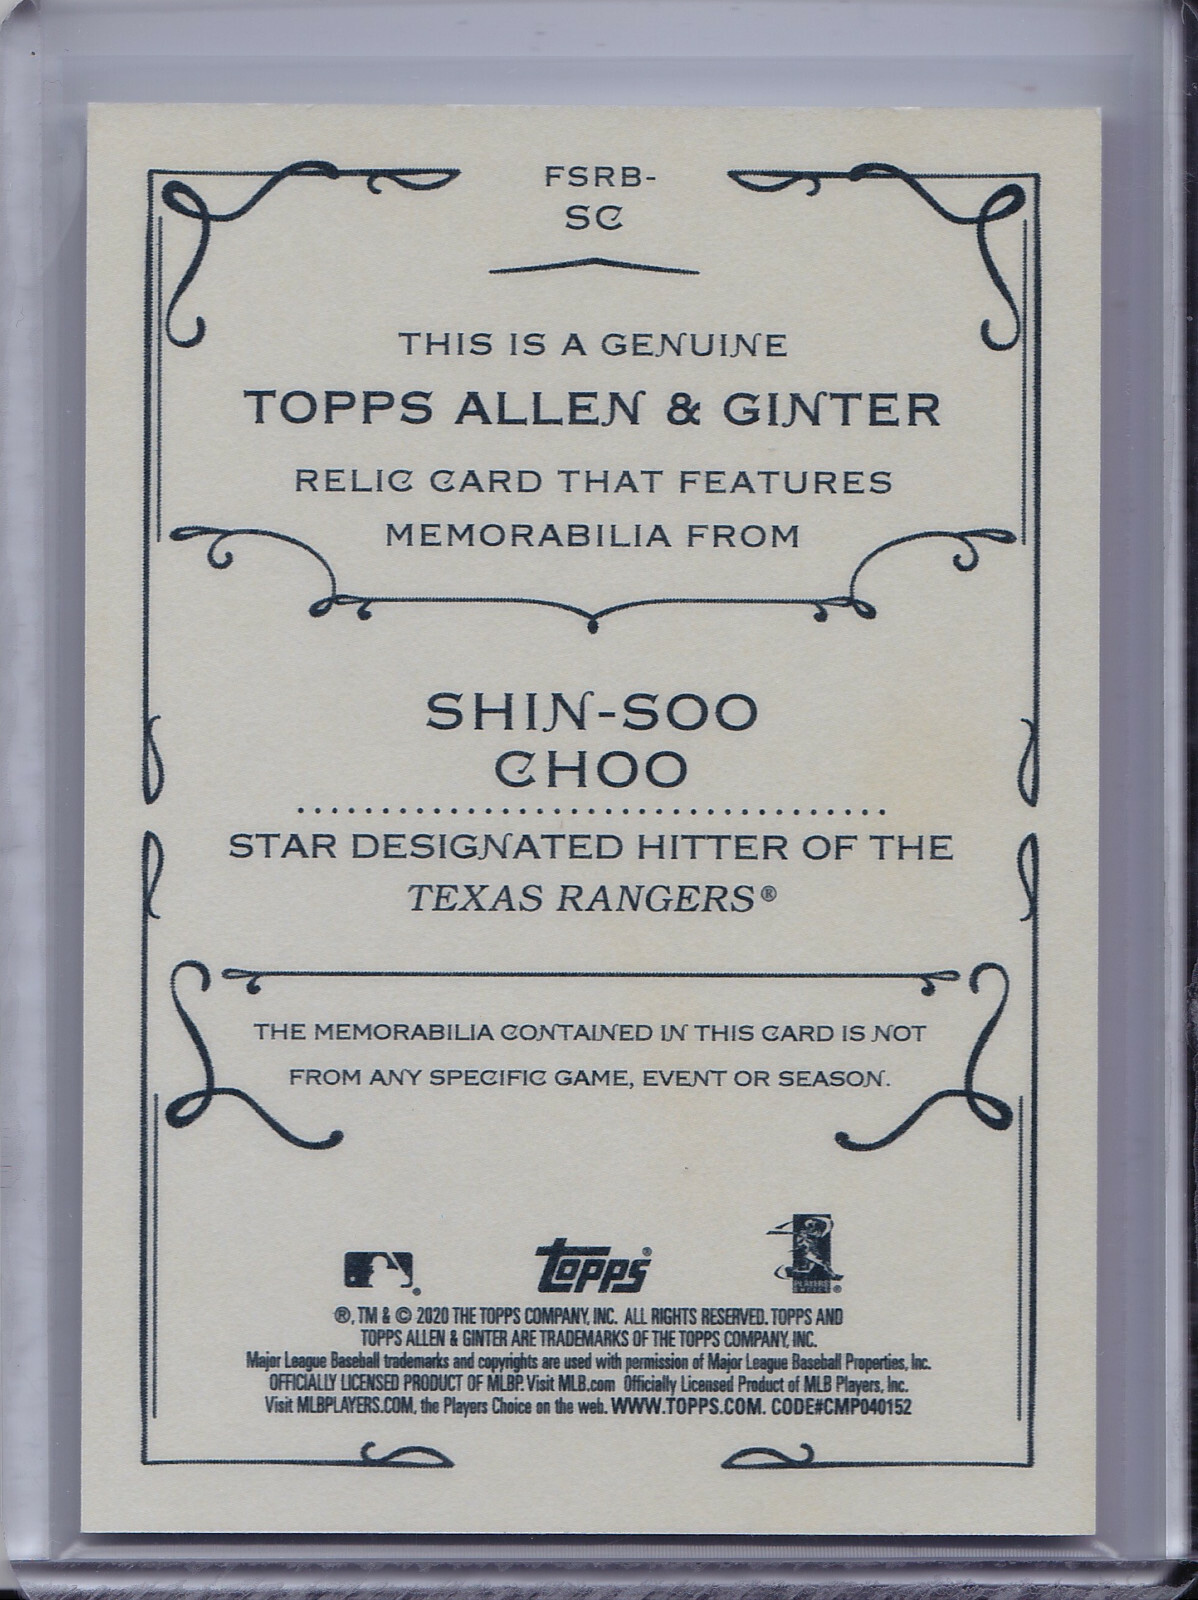 FSRB-
SC
THIS IS A GENUINE
TOPPS ALLEN & GINTER
RELIC CARD THAT FEATURES
MEMORABILIA FROM
SHIN-SOO
CHOO
STAR DESIGNATED HITTER OF THE
TEXAS RANGERS®
THE MEMORABILIA CONTAINED IN THIS CARD IS NOT
FROM ANY SPECIFIC GAME, EVENT OR SEASON.
topps®
PLAYERS
®, TM & © 2020 THE TOPPS COMPANY, INC. ALL RIGHTS RESERVED. TOPPS AND
TOPPS ALLEN & GINTER ARE TRADEMARKS OF THE TOPPS COMPANY, INC.
Major League Baseball trademarks and copyrights are used with permission of Major League Baseball Properties, Inc.
OFFICIALLY LICENSED PRODUCT OF MLBP. Visit MLB.com Officially Licensed Product of MLB Players, Inc.
Visit MLBPLAYERS.COM, the Players Choice on the web. WWW.TOPPS.COM. CODE#CMP040152